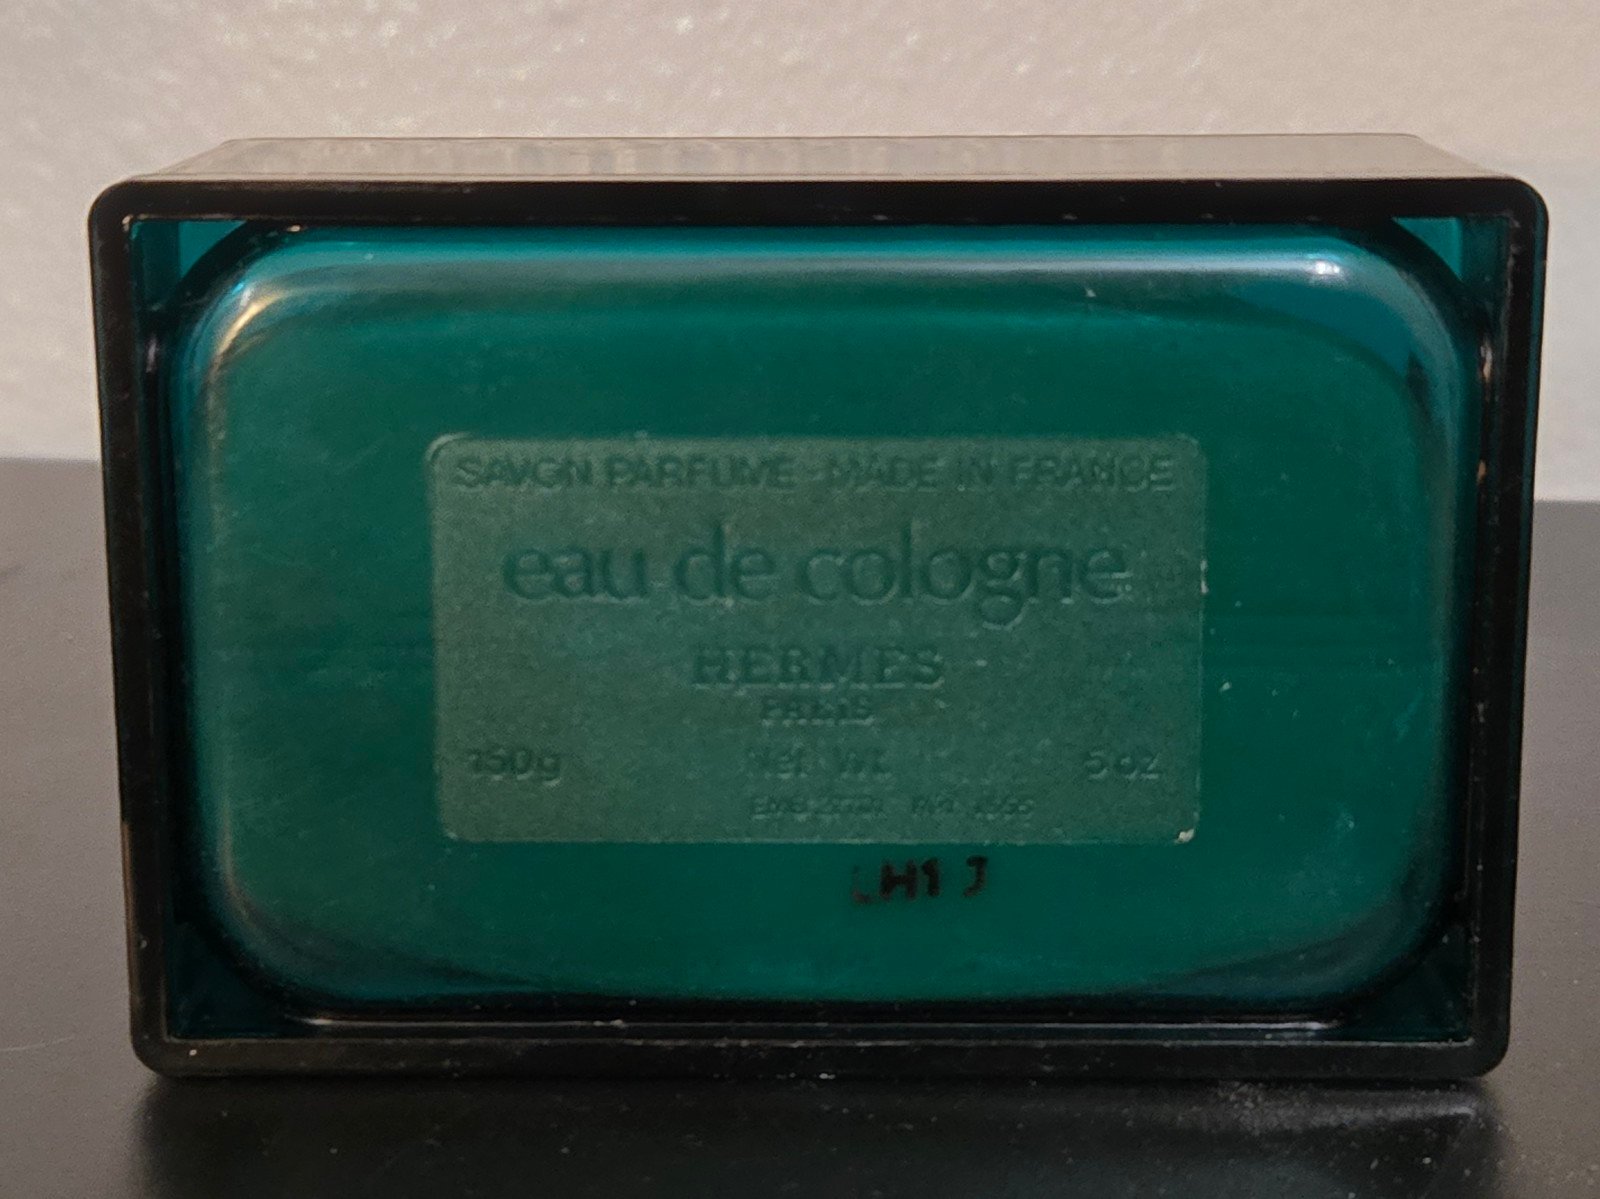 SAVON PARFUME - MADE IN FRANCE
eau de cologne
HERMES
PARIS
150g Net Wt. 5 oz
LH1 J